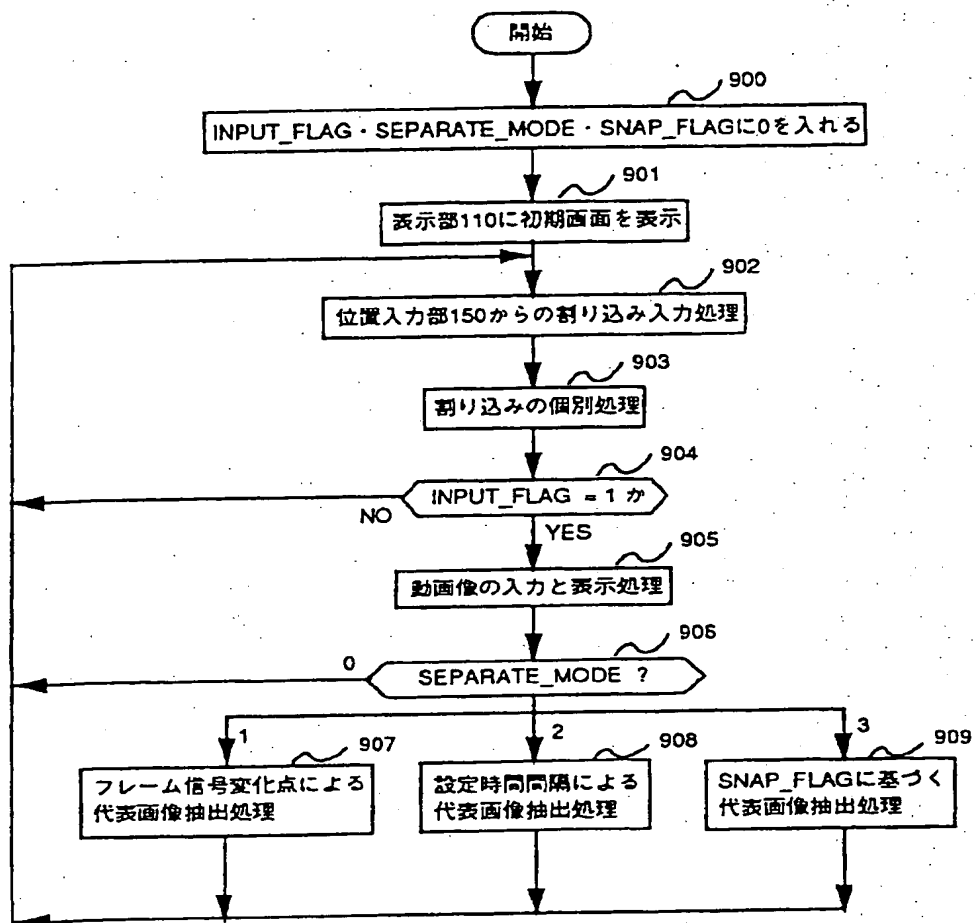 開始
900
INPUT_FLAG・SEPARATE_MODE・SNAP_FLAGに0を入れる
901
表示部110に初期画面を表示
902
位置入力部150からの割り込み入力処理
903
割り込みの個別処理
904
INPUT_FLAG = 1 か
NO
YES
905
動画像の入力と表示処理
906
0
SEPARATE_MODE ?
1
907
フレーム信号変化点による
代表画像抽出処理
2
908
設定時間間隔による
代表画像抽出処理
3
909
SNAP_FLAGに基づく
代表画像抽出処理